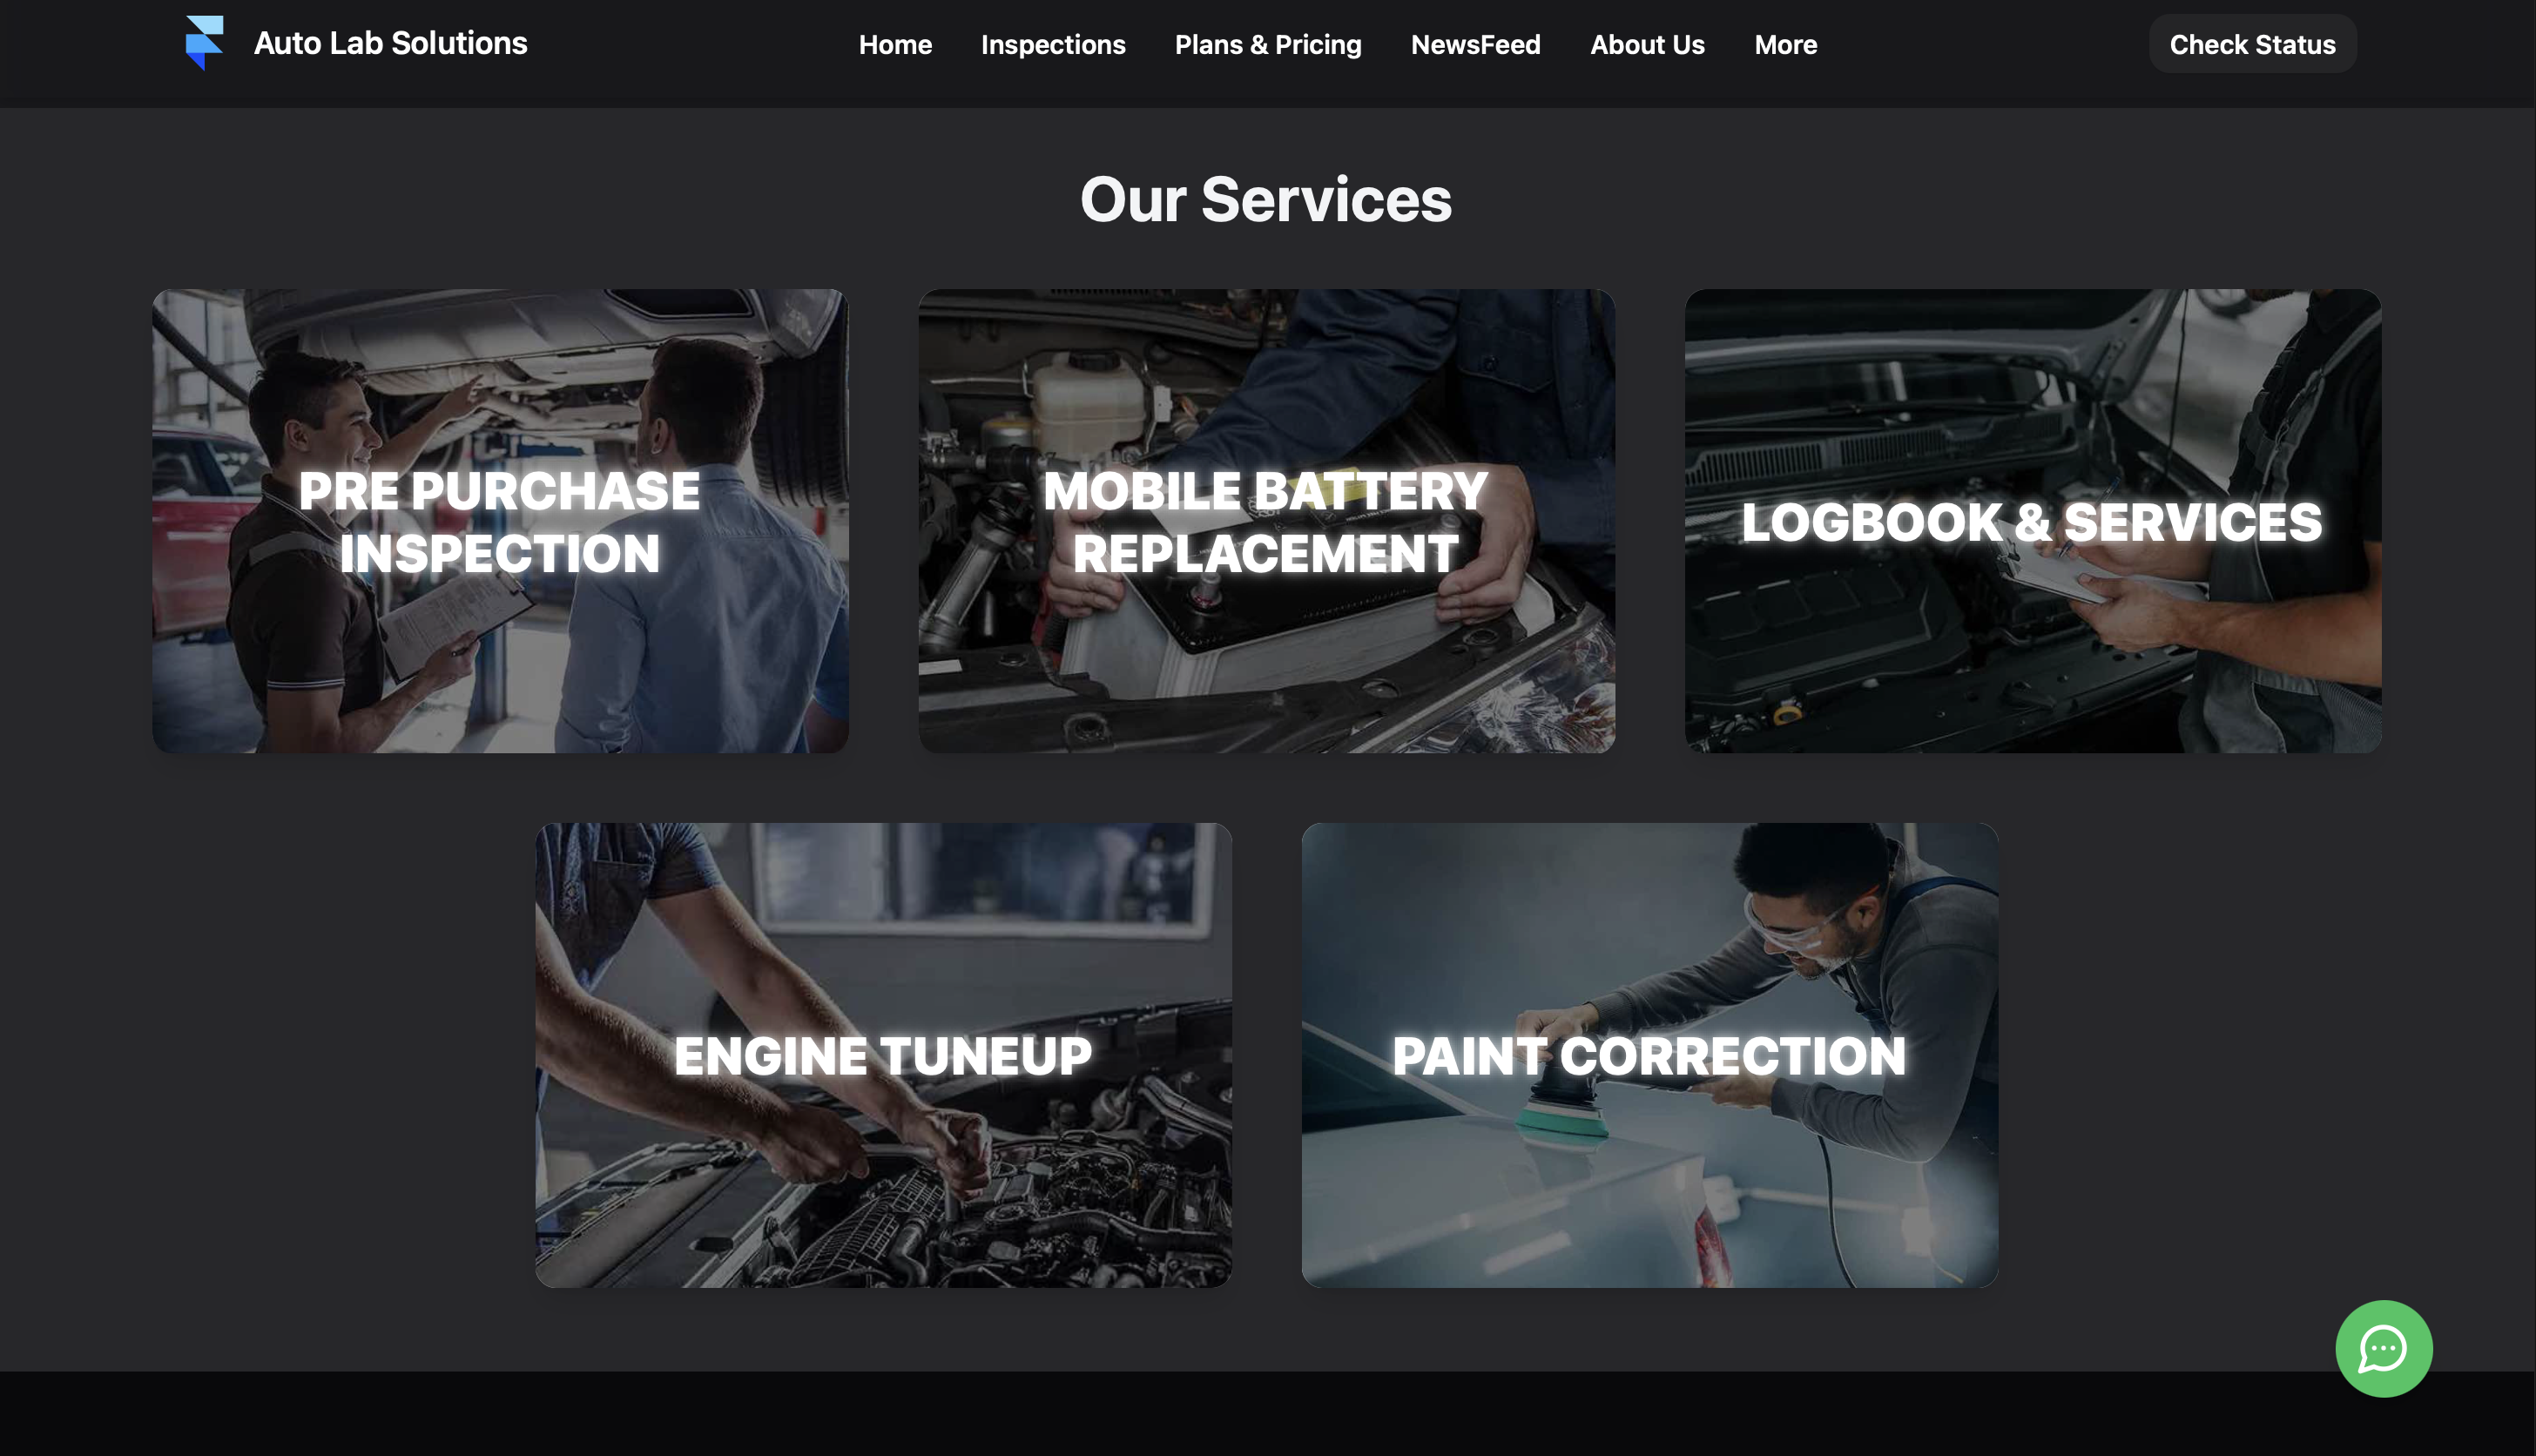 Auto Lab Solutions
Home
Inspections
Plans & Pricing
NewsFeed
About Us
More
Check Status
Our Services
PRE PURCHASE
INSPECTION
MOBILE BATTERY
REPLACEMENT
LOGBOOK & SERVICES
ENGINE TUNEUP
PAINT CORRECTION